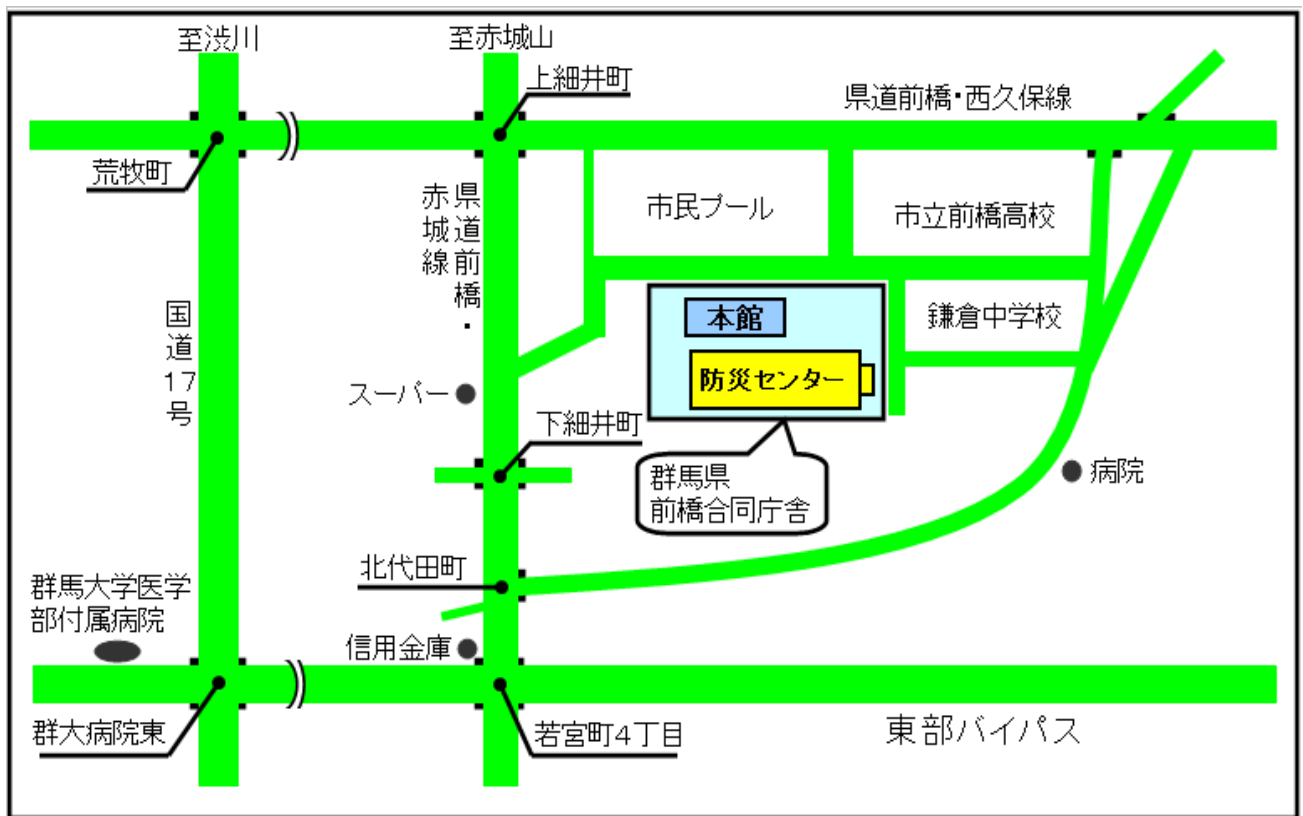 至渋川
至赤城山
上細井町
県道前橋・西久保線
荒牧町
県道前橋・
赤城線
市民プール
市立前橋高校
国道17号
本館
鎌倉中学校
防災センター
スーパー
下細井町
群馬県
前橋合同庁舎
病院
北代田町
群馬大学医学
部付属病院
信用金庫
群大病院東
若宮町4丁目
東部バイパス